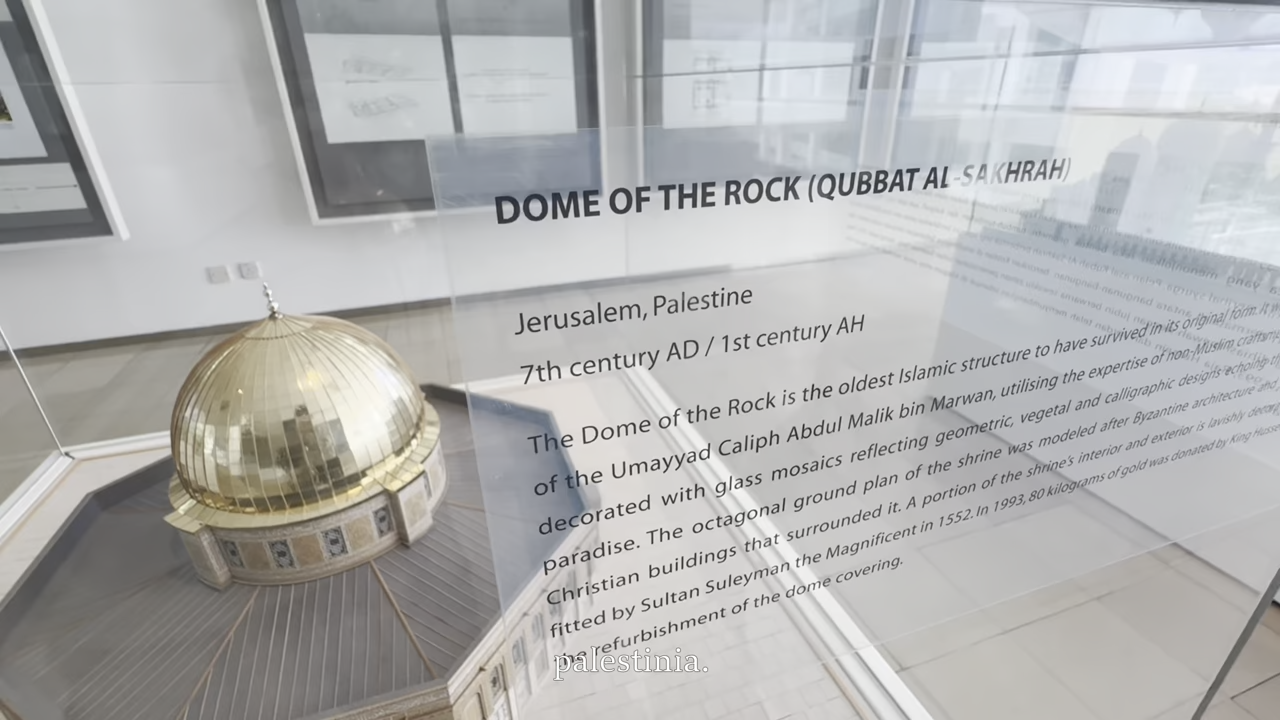 DOME OF THE ROCK (QUBBAT AL-SAKHRAH)
Jerusalem, Palestine
7th century AD / 1st century AH
The Dome of the Rock is the oldest Islamic structure to have survived in its original form. It
of the Umayyad Caliph Abdul Malik bin Marwan, utilising the expertise of non-Muslim
decorated with glass mosaics reflecting geometric, vegetal and calligraphic designs echoing
paradise. The octagonal ground plan of the shrine was modeled after Byzantine architecture and
Christian buildings that surrounded it. A portion of the shrine's interior and exterior is lavishly
fitted by Sultan Suleyman the Magnificent in 1552. In 1993, 80 kilograms of gold was donated by King
the refurbishment of the dome covering.
palestinia.